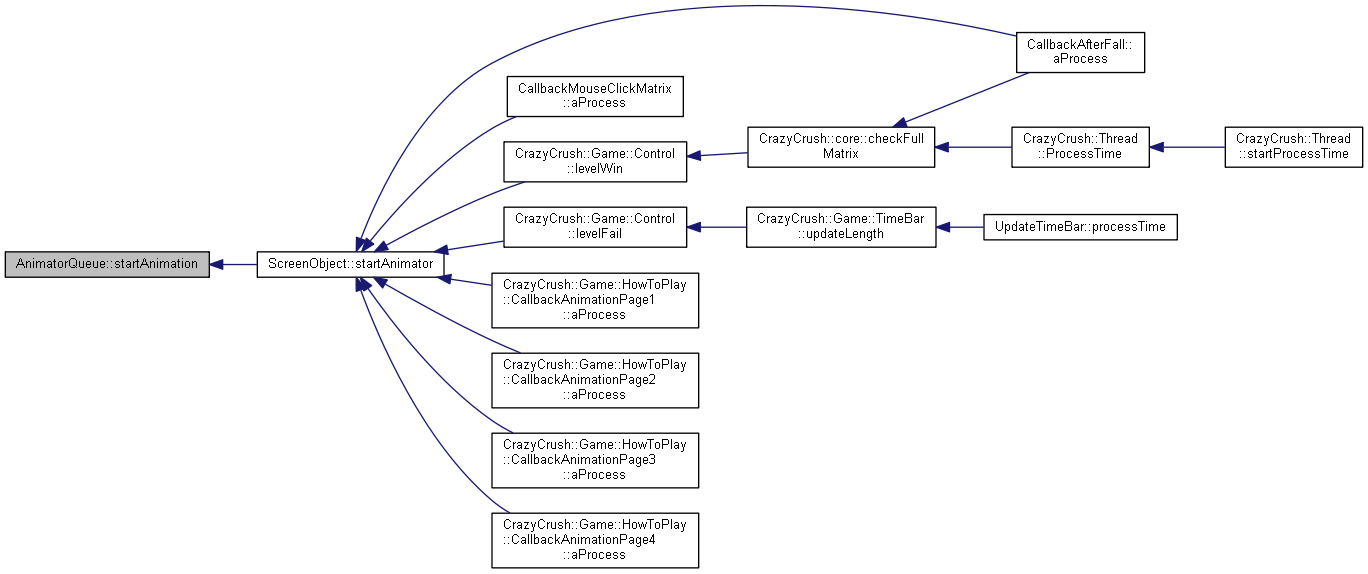 AnimatorQueue::startAnimation
ScreenObject::startAnimator
CallbackAfterFall::
aProcess
CallbackMouseClickMatrix
::aProcess
CrazyCrush::Game::Control
::levelWin
CrazyCrush::core::checkFull
Matrix
CrazyCrush::Thread
::ProcessTime
CrazyCrush::Thread
::startProcessTime
CrazyCrush::Game::Control
::levelFail
CrazyCrush::Game::TimeBar
::updateLength
UpdateTimeBar::processTime
CrazyCrush::Game::HowToPlay
::CallbackAnimationPage1
::aProcess
CrazyCrush::Game::HowToPlay
::CallbackAnimationPage2
::aProcess
CrazyCrush::Game::HowToPlay
::CallbackAnimationPage3
::aProcess
CrazyCrush::Game::HowToPlay
::CallbackAnimationPage4
::aProcess